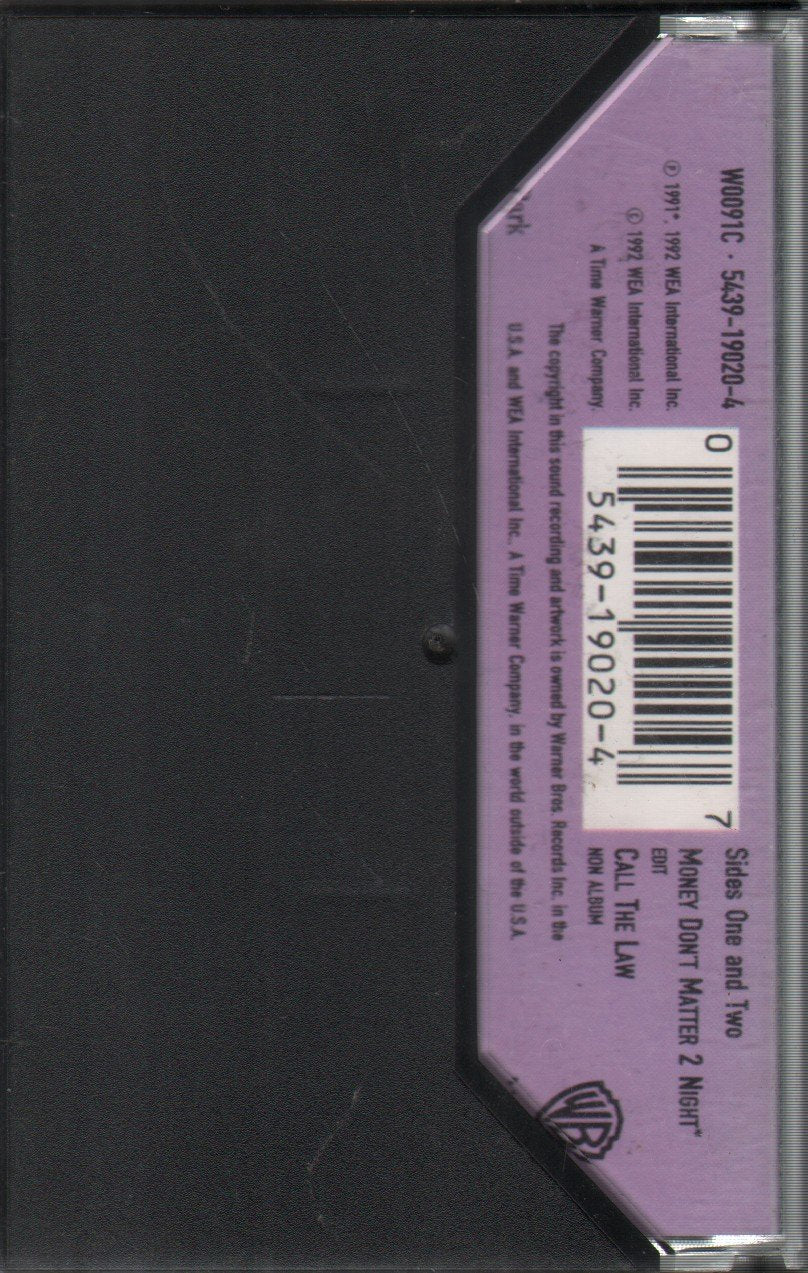 W0091C · 5439-19020-4
℗ 1991*, 1992 WEA International Inc.
© 1992 WEA International Inc.
A Time Warner Company.
The copyright in this sound recording and artwork is owned by Warner Bros. Records Inc. in the
U.S.A. and WEA International Inc., A Time Warner Company, in the world outside of the U.S.A.
0 5439-19020-4 7
Sides One and Two
MONEY DON'T MATTER 2 NIGHT*
EDIT
CALL THE LAW
NON ALBUM
WB